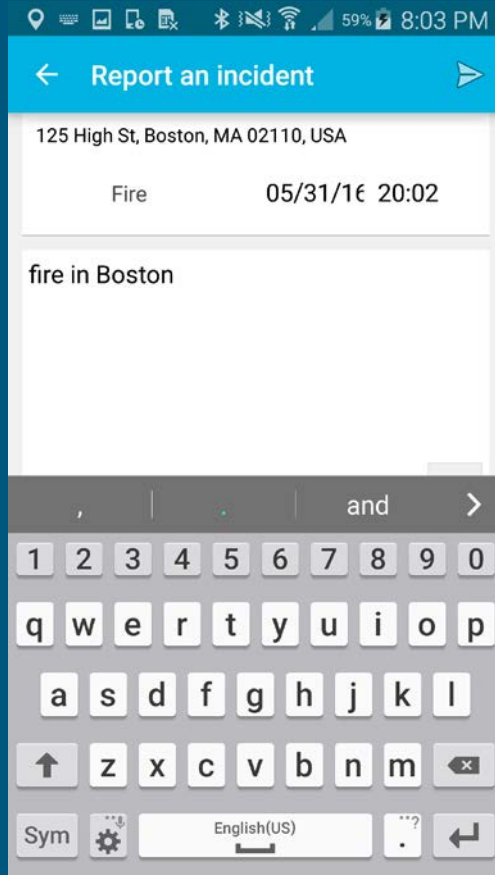 59% 8:03 PM
Report an incident
125 High St, Boston, MA 02110, USA
Fire 05/31/16 20:02
fire in Boston
, . and
1 2 3 4 5 6 7 8 9 0
q w e r t y u i o p
a s d f g h j k l
z x c v b n m
Sym English(US) . ?